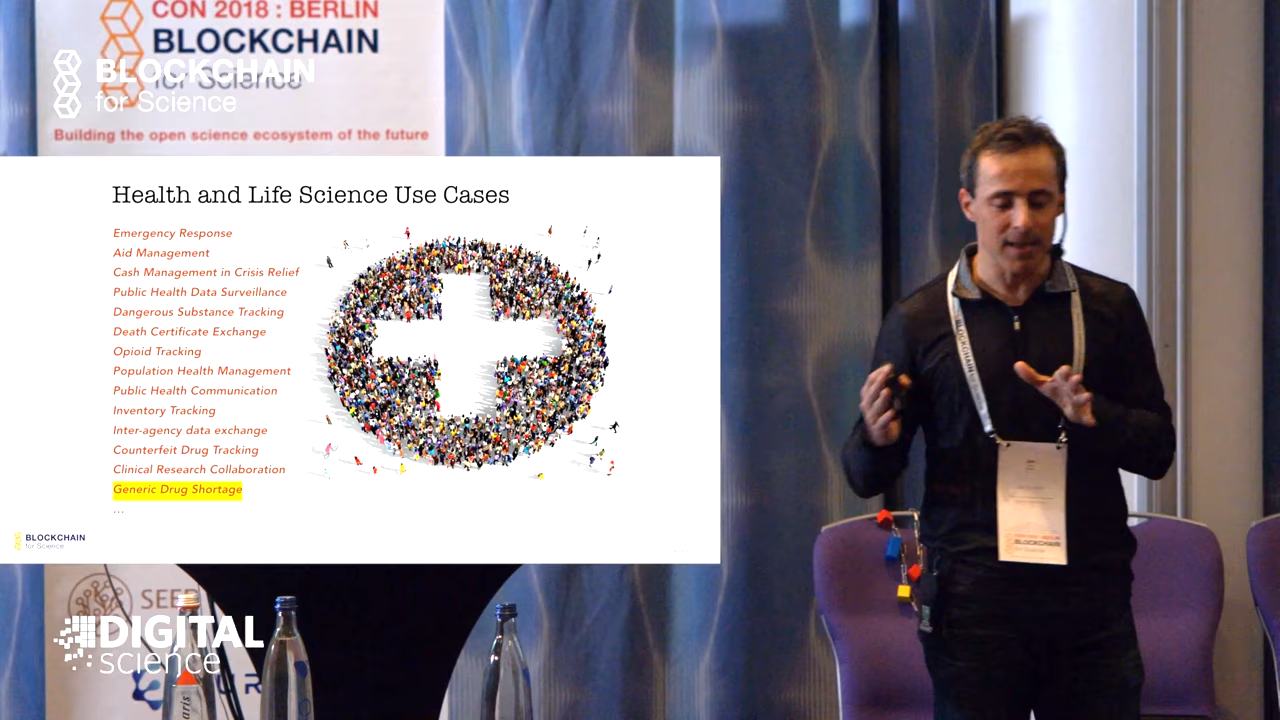 CON 2018 : BERLIN
BLOCKCHAIN
for Science
Building the open science ecosystem of the future
BLOCKCHAIN
for Science
Health and Life Science Use Cases
Emergency Response
Aid Management
Cash Management in Crisis Relief
Public Health Data Surveillance
Dangerous Substance Tracking
Death Certificate Exchange
Opioid Tracking
Population Health Management
Public Health Communication
Inventory Tracking
Inter-agency data exchange
Counterfeit Drug Tracking
Clinical Research Collaboration
Generic Drug Shortage
...
BLOCKCHAIN
for Science
DIGITAL
science
BLOCKCHAIN
BLOCKCHAIN
for Science